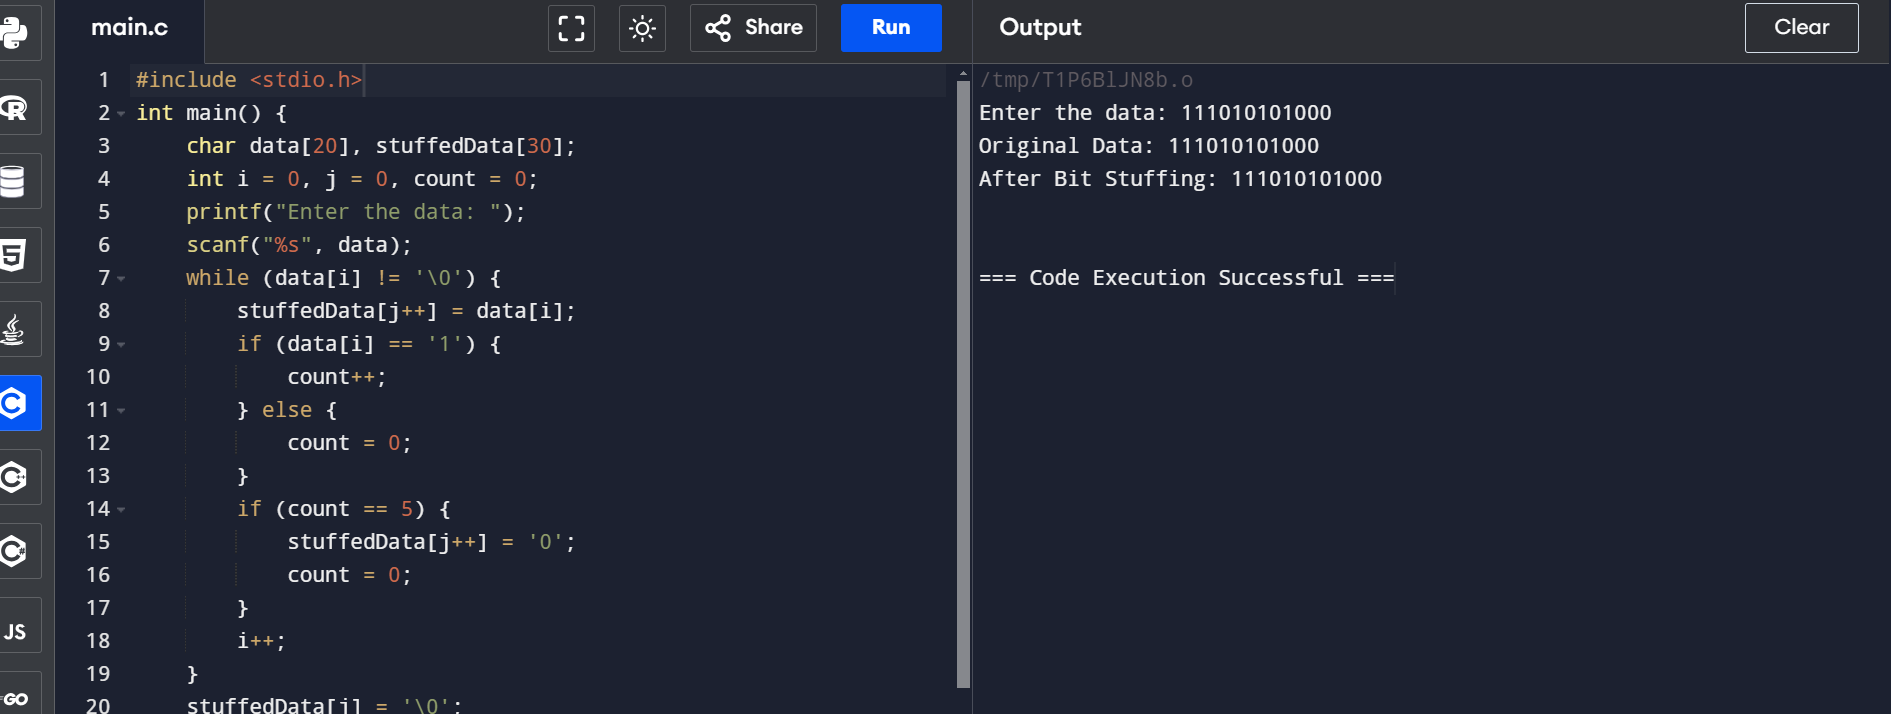 main.c
Share
Run
Output
Clear
1 #include <stdio.h>
2 int main() {
3 char data[20], stuffedData[30];
4 int i = 0, j = 0, count = 0;
5 printf("Enter the data: ");
6 scanf("%s", data);
7 while (data[i] != '\0') {
8 stuffedData[j++] = data[i];
9 if (data[i] == '1') {
10 count++;
11 } else {
12 count = 0;
13 }
14 if (count == 5) {
15 stuffedData[j++] = '0';
16 count = 0;
17 }
18 i++;
19 }
20 stuffedData[j] = '\0';
/tmp/T1P6BlJN8b.o
Enter the data: 111010101000
Original Data: 111010101000
After Bit Stuffing: 111010101000
=== Code Execution Successful ===
R
5
C
C++
C#
JS
GO